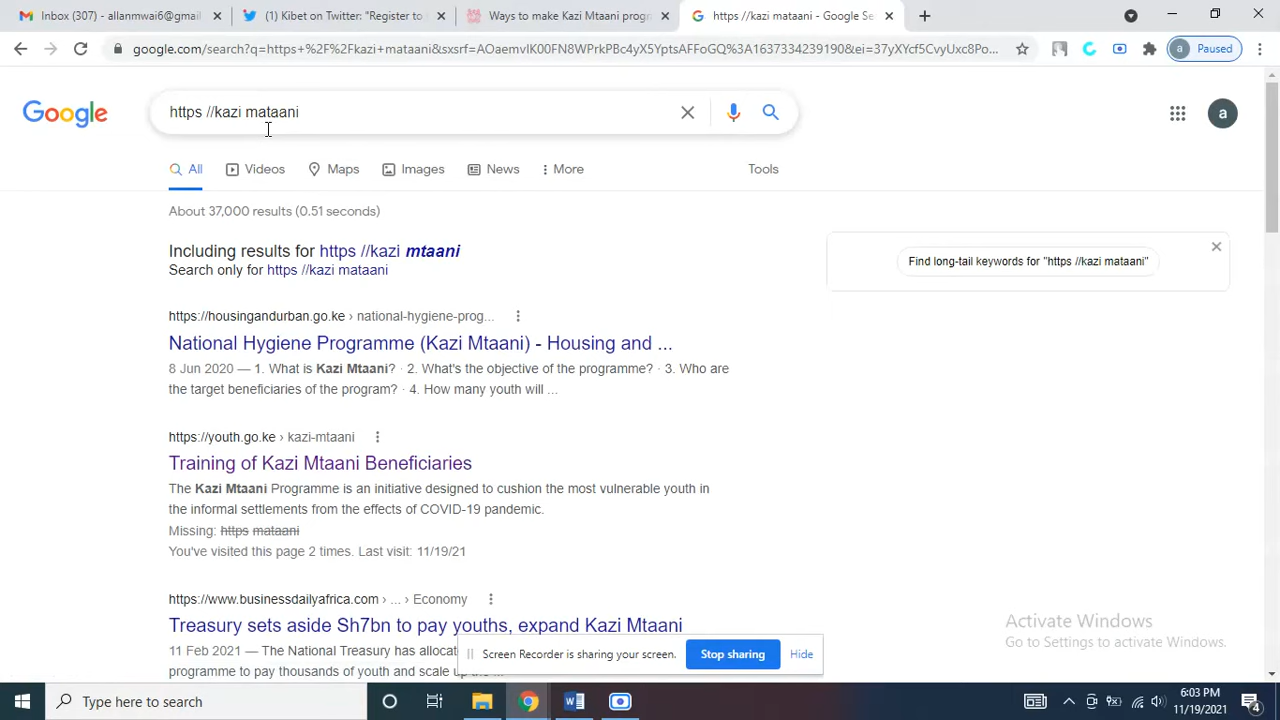 Inbox (307) - allanmwai6@gmail
(1) Kibet on Twitter: "Register to
Ways to make Kazi Mtaani progr
https //kazi mataani - Google Se
google.com/search?q=https+%2F%2Fkazi+mataani&sxsrf=AOaemvIK00FN8WPrkPBc4yX5YptsAFFoGQ%3A1637334239190&ei=37yXYcf5CvyUxc8Po...
a
Paused
Google
https //kazi mataani
a
All
Videos
Maps
Images
News
More
Tools
About 37,000 results (0.51 seconds)
Including results for https //kazi mtaani
Search only for https //kazi mataani
Find long-tail keywords for "https //kazi mataani"
https://housingandurban.go.ke › national-hygiene-prog...
National Hygiene Programme (Kazi Mtaani) - Housing and ...
8 Jun 2020 — 1. What is Kazi Mtaani? · 2. What's the objective of the programme? · 3. Who are
the target beneficiaries of the program? · 4. How many youth will ...
https://youth.go.ke › kazi-mtaani
Training of Kazi Mtaani Beneficiaries
The Kazi Mtaani Programme is an initiative designed to cushion the most vulnerable youth in
the informal settlements from the effects of COVID-19 pandemic.
Missing: https mataani
You've visited this page 2 times. Last visit: 11/19/21
https://www.businessdailyafrica.com › ... › Economy
Treasury sets aside Sh7bn to pay youths, expand Kazi Mtaani
11 Feb 2021 — The National Treasury has allocat
programme to pay thousands of youth and scale up the
Activate Windows
Go to Settings to activate Windows.
Screen Recorder is sharing your screen.
Stop sharing
Hide
Type here to search
6:03 PM
11/19/2021
4